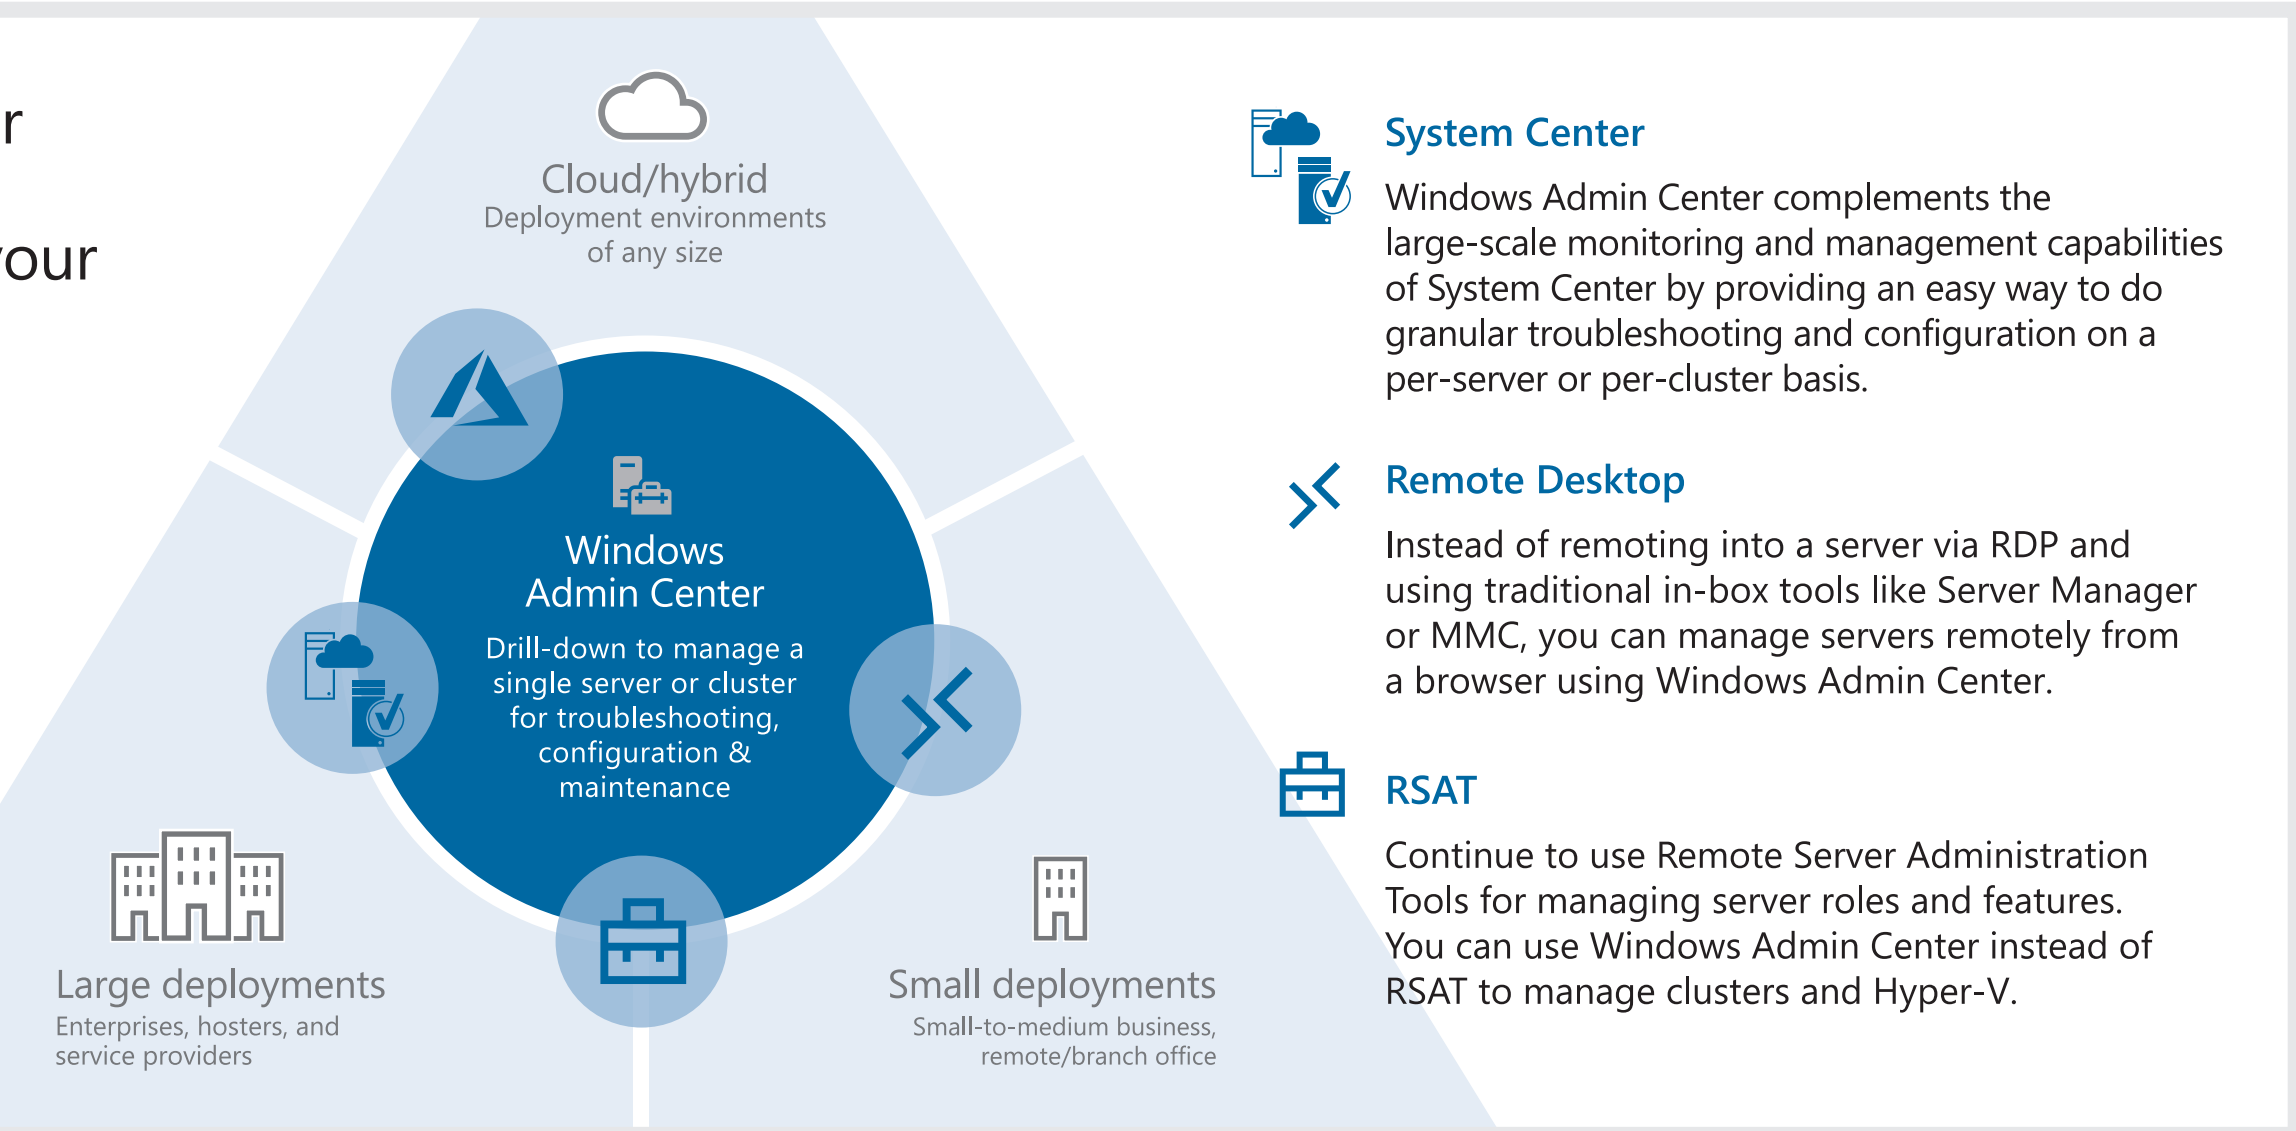 r
your
Cloud/hybrid
Deployment environments
of any size
Windows
Admin Center
Drill-down to manage a
single server or cluster
for troubleshooting,
configuration &
maintenance
Large deployments
Enterprises, hosters, and
service providers
Small deployments
Small-to-medium business,
remote/branch office
System Center
Windows Admin Center complements the
large-scale monitoring and management capabilities
of System Center by providing an easy way to do
granular troubleshooting and configuration on a
per-server or per-cluster basis.
Remote Desktop
Instead of remoting into a server via RDP and
using traditional in-box tools like Server Manager
or MMC, you can manage servers remotely from
a browser using Windows Admin Center.
RSAT
Continue to use Remote Server Administration
Tools for managing server roles and features.
You can use Windows Admin Center instead of
RSAT to manage clusters and Hyper-V.